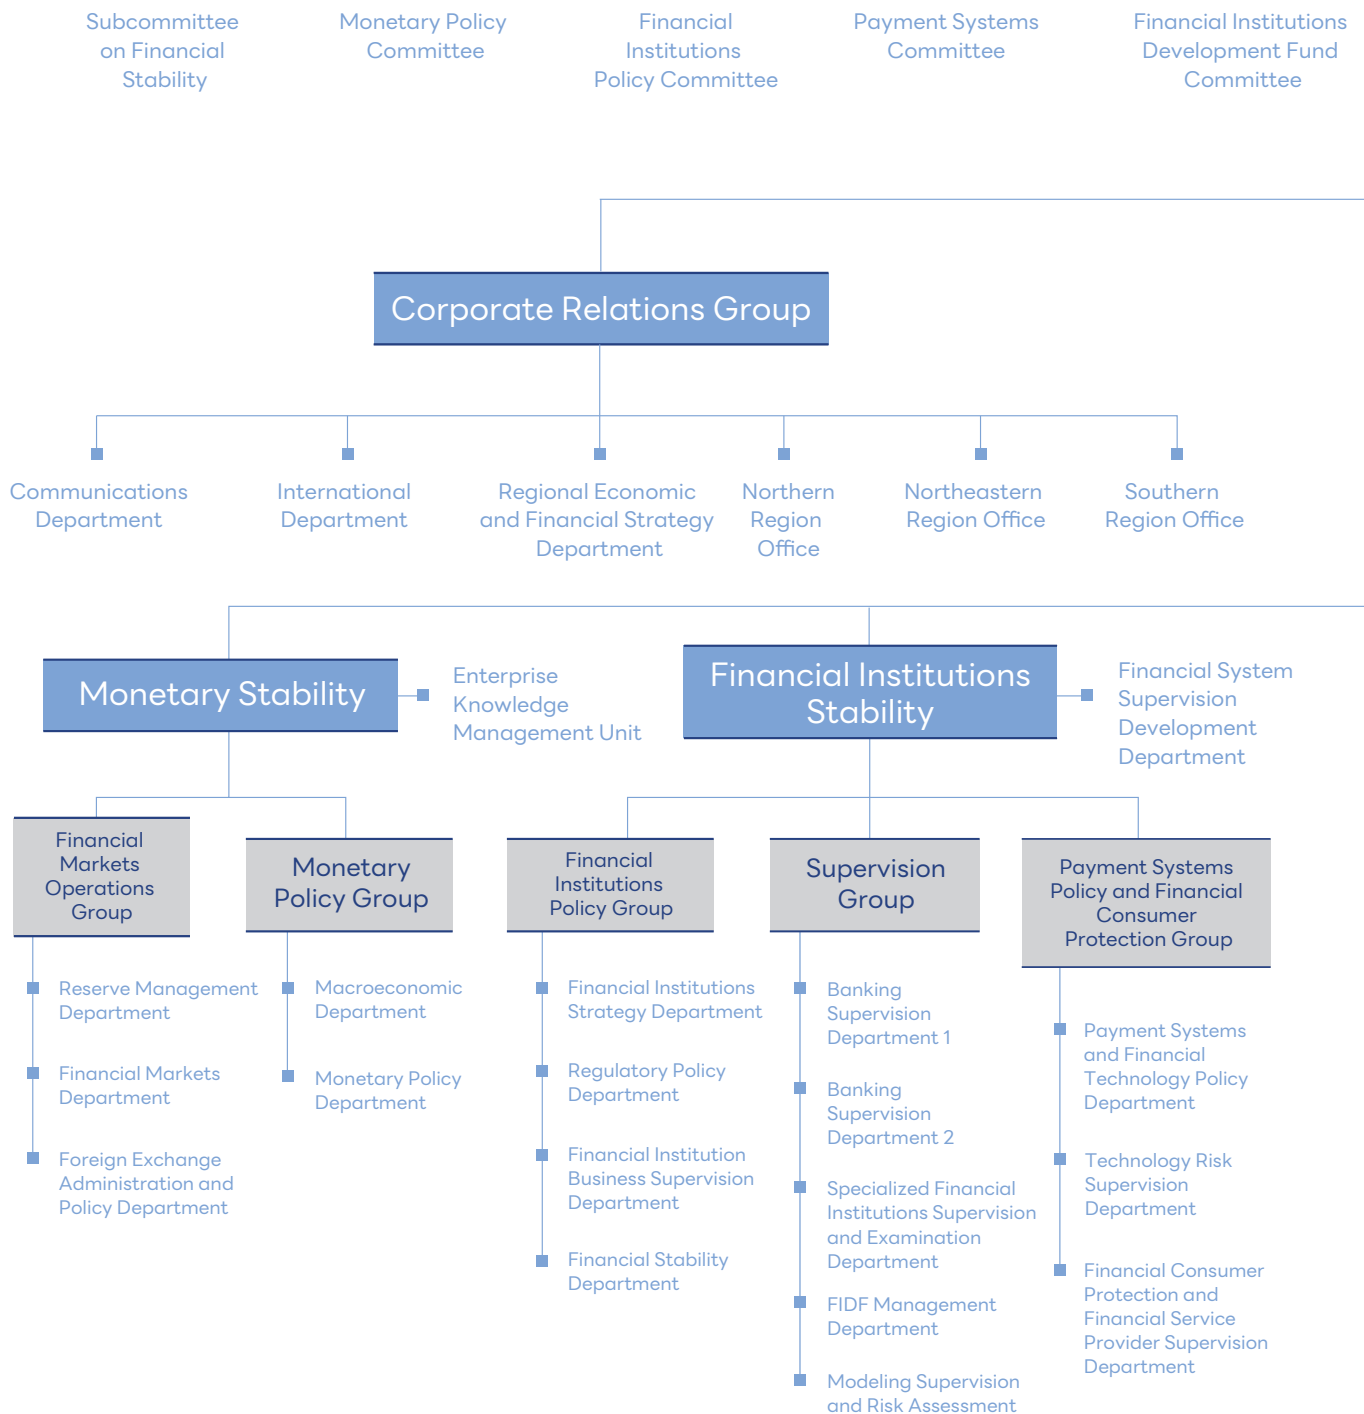 Subcommittee
on Financial
Stability
Monetary Policy
Committee
Financial
Institutions
Policy Committee
Payment Systems
Committee
Financial Institutions
Development Fund
Committee
Corporate Relations Group
Communications
Department
International
Department
Regional Economic
and Financial Strategy
Department
Northern
Region
Office
Northeastern
Region Office
Southern
Region Office
Monetary Stability
Enterprise
Knowledge
Management Unit
Financial Institutions
Stability
Financial System
Supervision
Development
Department
Financial
Markets
Operations
Group
Reserve Management
Department
Financial Markets
Department
Foreign Exchange
Administration and
Policy Department
Monetary
Policy Group
Macroeconomic
Department
Monetary Policy
Department
Financial
Institutions
Policy Group
Financial Institutions
Strategy Department
Regulatory Policy
Department
Financial Institution
Business Supervision
Department
Financial Stability
Department
Supervision
Group
Banking
Supervision
Department 1
Banking
Supervision
Department 2
Specialized Financial
Institutions Supervision
and Examination
Department
FIDF Management
Department
Modeling Supervision
and Risk Assessment
Payment Systems
Policy and Financial
Consumer
Protection Group
Payment Systems
and Financial
Technology Policy
Department
Technology Risk
Supervision
Department
Financial Consumer
Protection and
Financial Service
Provider Supervision
Department